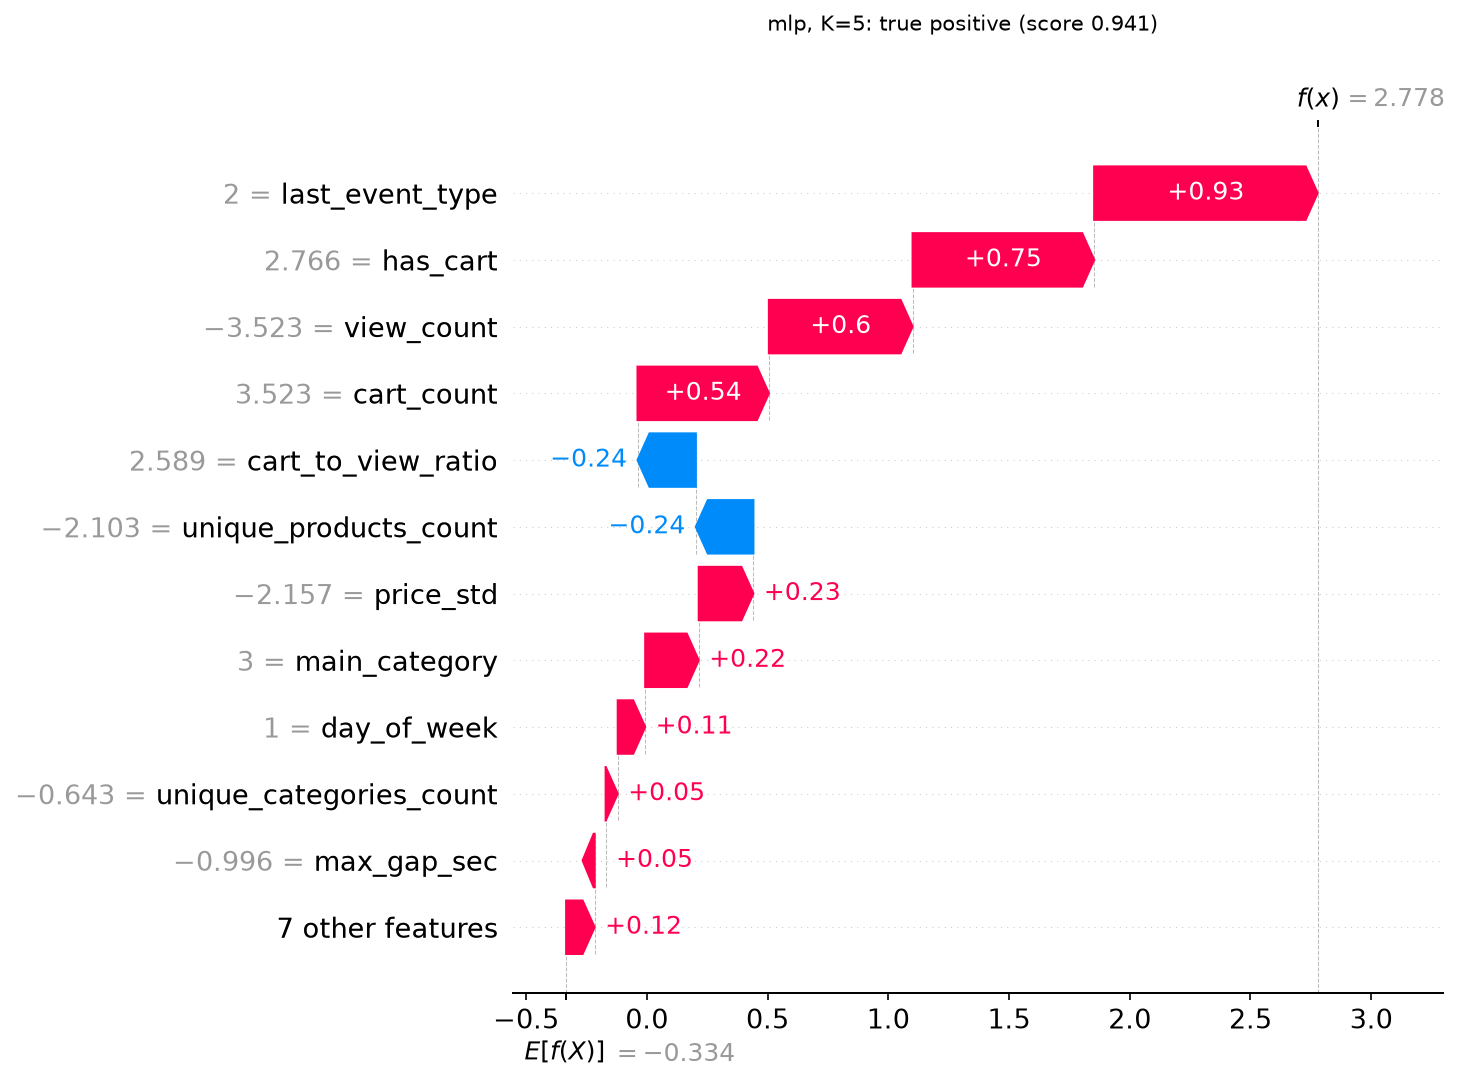 mlp, K=5: true positive (score 0.941)
f(x) = 2.778
2 = last_event_type +0.93
2.766 = has_cart +0.75
−3.523 = view_count +0.6
3.523 = cart_count +0.54
2.589 = cart_to_view_ratio −0.24
−2.103 = unique_products_count −0.24
−2.157 = price_std +0.23
3 = main_category +0.22
1 = day_of_week +0.11
−0.643 = unique_categories_count +0.05
−0.996 = max_gap_sec +0.05
7 other features +0.12
−0.5 0.0 0.5 1.0 1.5 2.0 2.5 3.0
E[f(X)] = −0.334